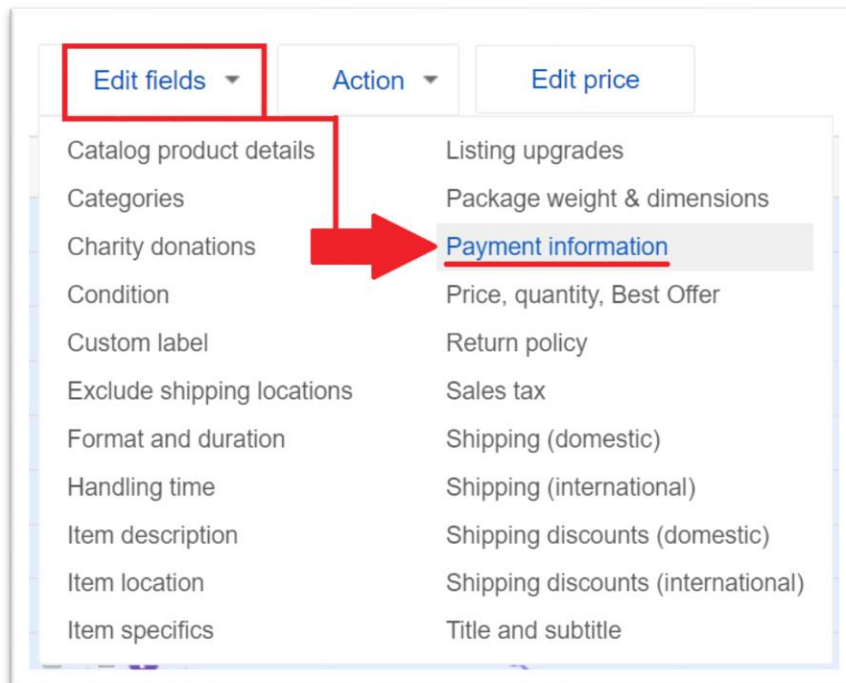 Edit fields
Action
Edit price
Catalog product details
Categories
Charity donations
Condition
Custom label
Exclude shipping locations
Format and duration
Handling time
Item description
Item location
Item specifics
Listing upgrades
Package weight & dimensions
Payment information
Price, quantity, Best Offer
Return policy
Sales tax
Shipping (domestic)
Shipping (international)
Shipping discounts (domestic)
Shipping discounts (international)
Title and subtitle